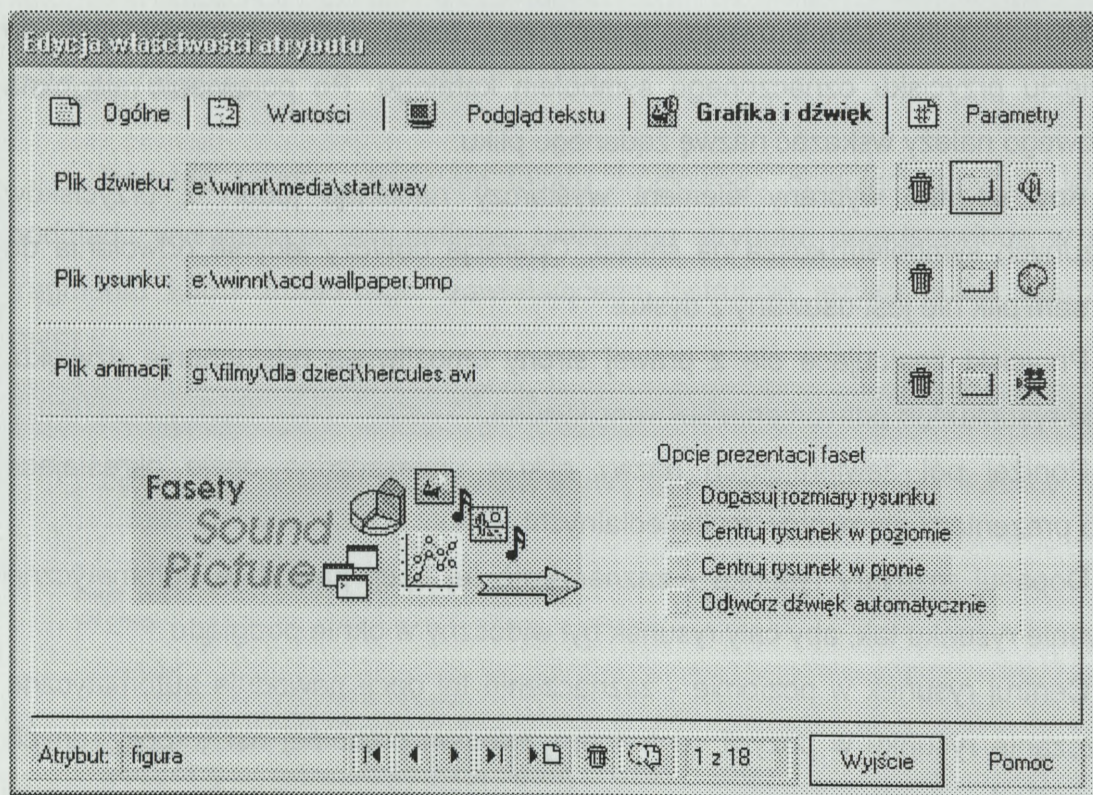 Edycja właściwości atrybutu
Ogólne Wartości Podgląd tekstu Grafika i dźwięk Parametry
Plik dźwieku: e:\winnt\media\start.wav
Plik rysunku: e:\winnt\acd wallpaper.bmp
Plik animacji: g:\filmy\dla dzieci\hercules.avi
Fasety
Sound
Picture
Opcje prezentacji faset
Dopasuj rozmiary rysunku
Centruj rysunek w poziomie
Centruj rysunek w pionie
Odtwórz dźwięk automatycznie
Atrybut: figura 1 z 18 Wyjście Pomoc